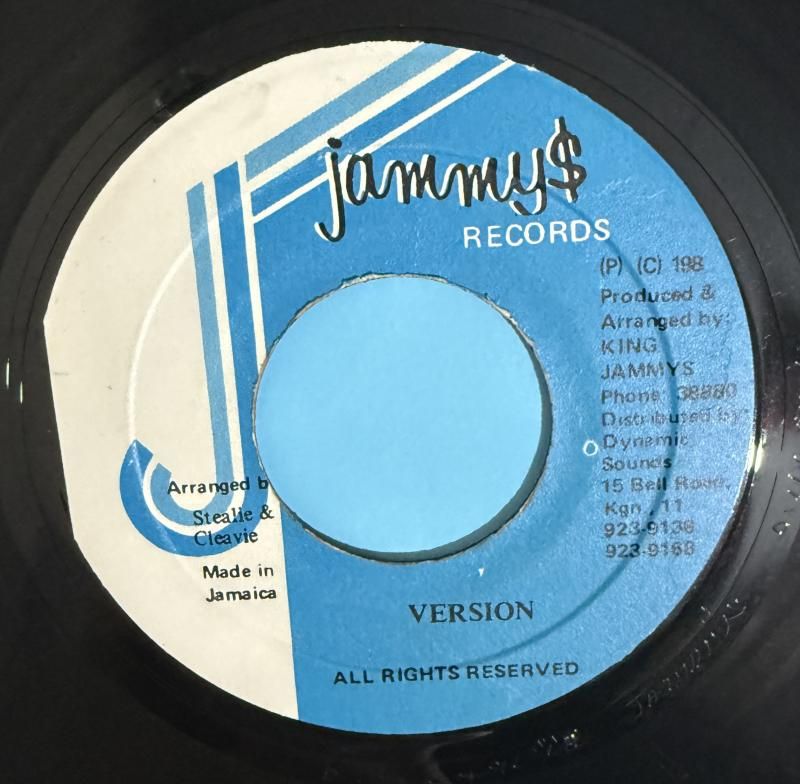 jammy$
RECORDS
(P) (C) 198
Produced &
Arranged by:
KING
JAMMYS
Phone: 38880
Distributed by:
Dynamic
Sounds
15 Bell Road,
Kgn . 11
923-9138
923-9168
Arranged b
Stealie &
Cleavie
Made in
Jamaica
VERSION
ALL RIGHTS RESERVED